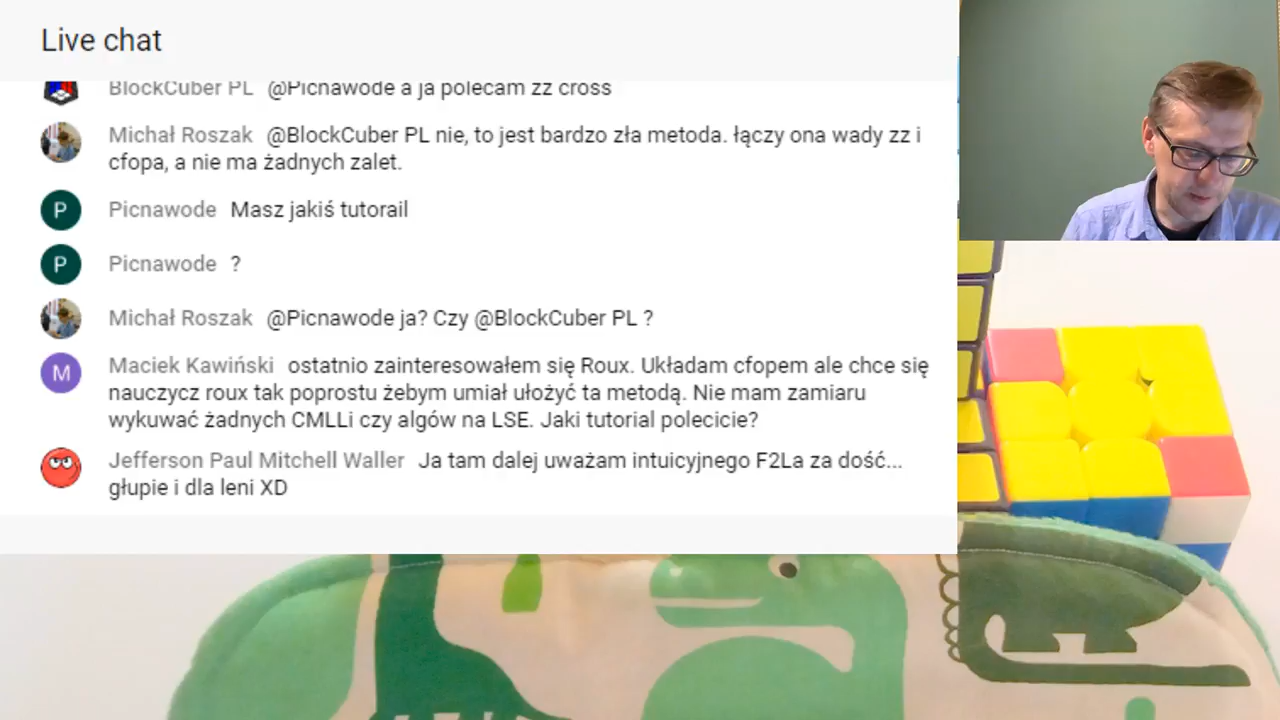 Live chat
BlockCuber PL @Picnawode a ja polecam zz cross
Michał Roszak @BlockCuber PL nie, to jest bardzo zła metoda. łączy ona wady zz i
cfopa, a nie ma żadnych zalet.
P Picnawode Masz jakiś tutorail
P Picnawode ?
Michał Roszak @Picnawode ja? Czy @BlockCuber PL ?
M Maciek Kawiński ostatnio zainteresowałem się Roux. Układam cfopem ale chce się
nauczycz roux tak poprostu żebym umiał ułożyć ta metodą. Nie mam zamiaru
wykuwać żadnych CMLLi czy algów na LSE. Jaki tutorial polecicie?
Jefferson Paul Mitchell Waller Ja tam dalej uważam intuicyjnego F2La za dość...
głupie i dla leni XD